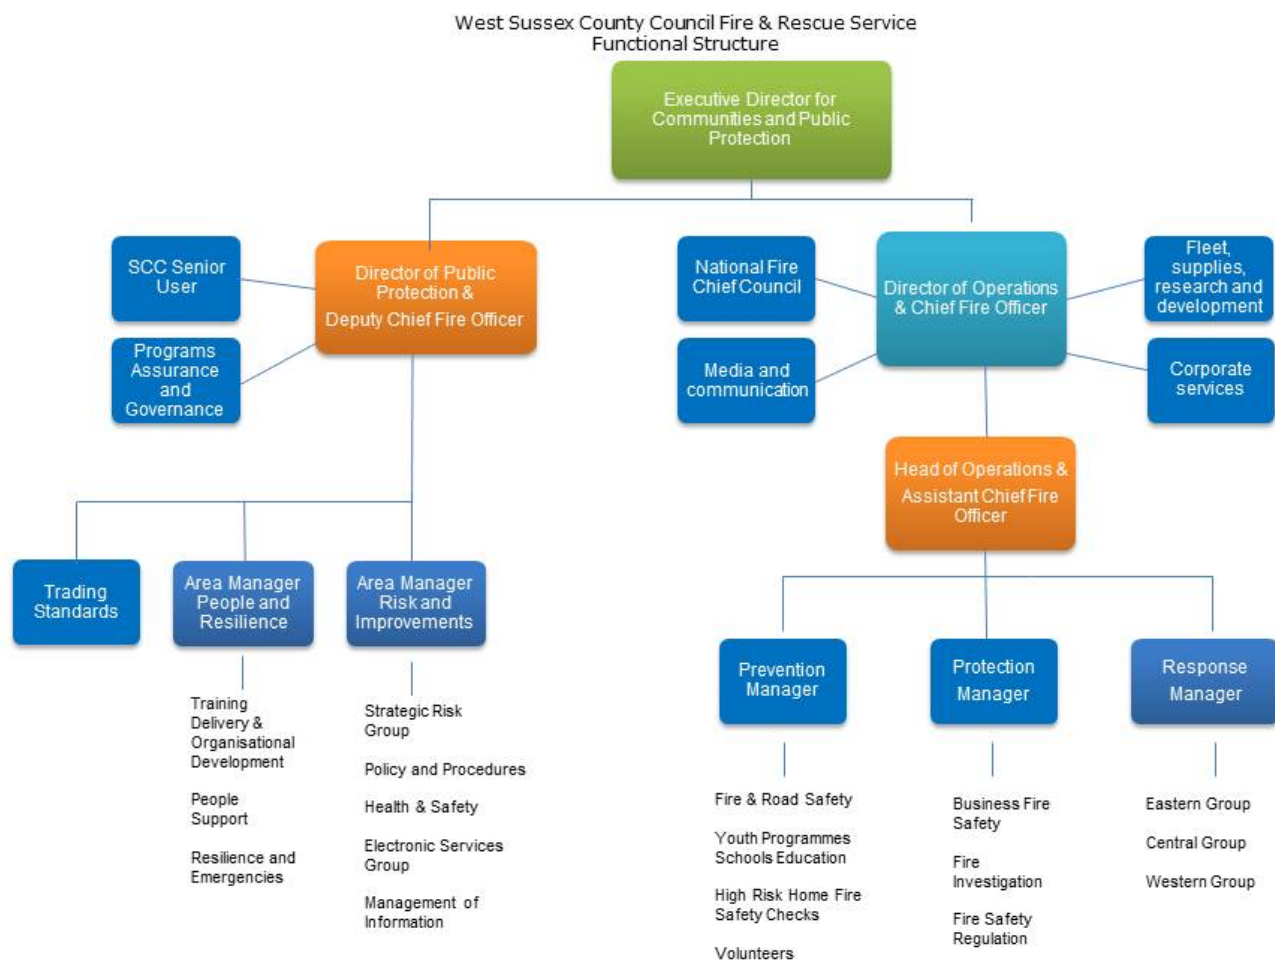 West Sussex County Council Fire & Rescue Service
Functional Structure
Executive Director for
Communities and Public
Protection
SCC Senior
User
Programs
Assurance
and
Governance
Director of Public
Protection &
Deputy Chief Fire Officer
National Fire
Chief Council
Media and
communication
Director of Operations
& Chief Fire Officer
Fleet,
supplies,
research and
development
Corporate
services
Head of Operations &
Assistant Chief Fire
Officer
Trading
Standards
Area Manager
People and
Resilience
Area Manager
Risk and
Improvements
Training
Delivery &
Organisational
Development
People
Support
Resilience and
Emergencies
Strategic Risk
Group
Policy and Procedures
Health & Safety
Electronic Services
Group
Management of
Information
Prevention
Manager
Protection
Manager
Response
Manager
Fire & Road Safety
Youth Programmes
Schools Education
High Risk Home Fire
Safety Checks
Volunteers
Business Fire
Safety
Fire
Investigation
Fire Safety
Regulation
Eastern Group
Central Group
Western Group